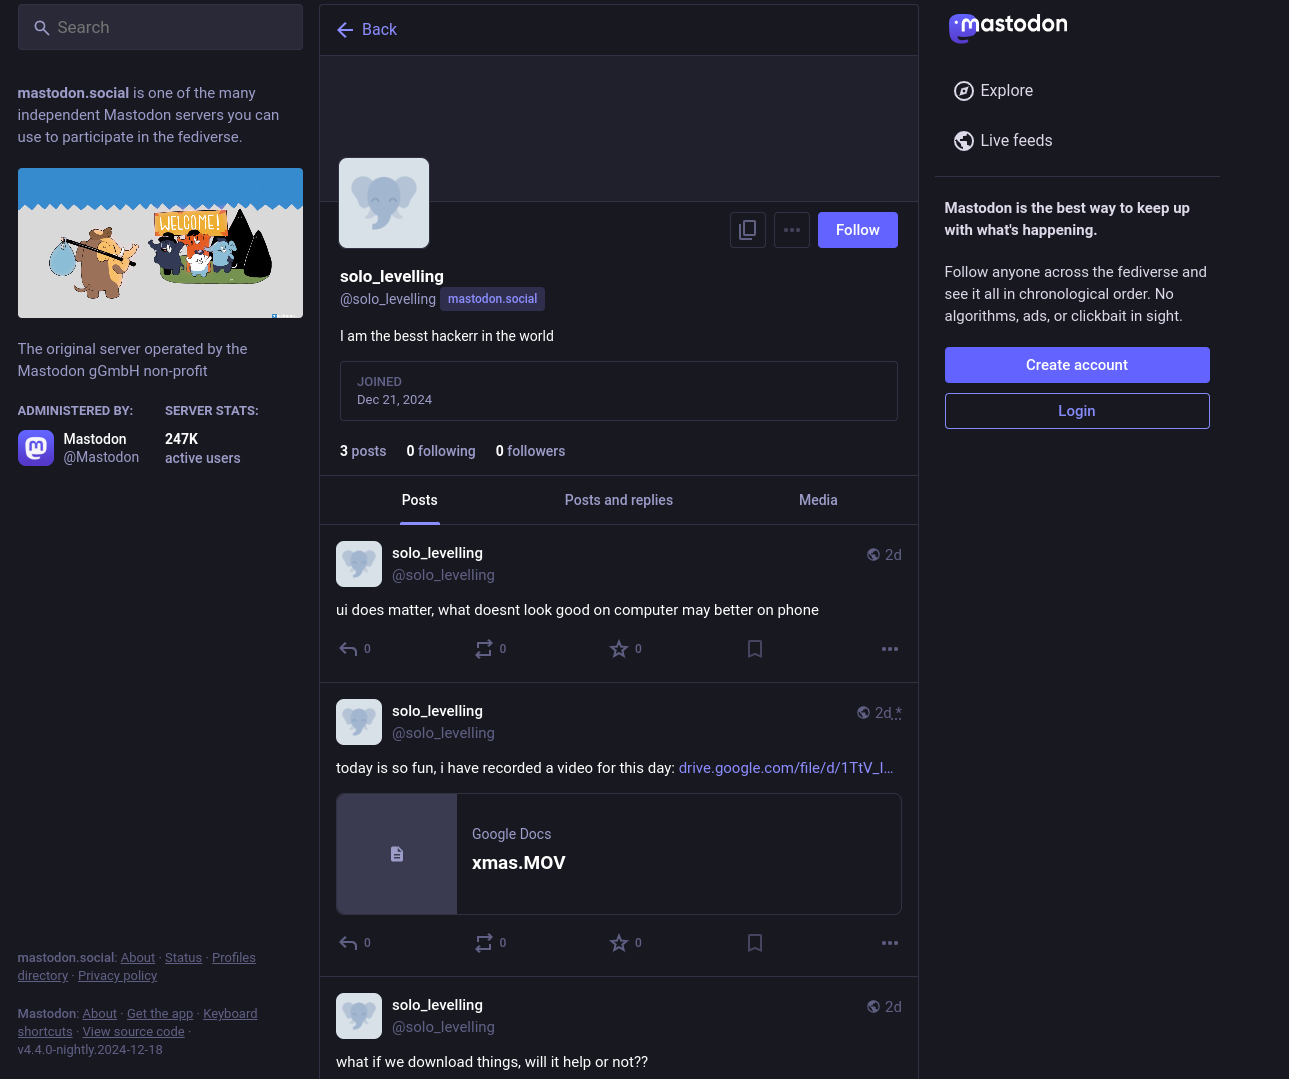 Search
mastodon.social is one of the many
independent Mastodon servers you can
use to participate in the fediverse.
WELCOME!
The original server operated by the
Mastodon gGmbH non-profit
ADMINISTERED BY:
Mastodon
@Mastodon
SERVER STATS:
247K
active users
mastodon.social: About · Status · Profiles
directory · Privacy policy
Mastodon: About · Get the app · Keyboard
shortcuts · View source code ·
v4.4.0-nightly.2024-12-18
Back
Follow
solo_levelling
@solo_levelling mastodon.social
I am the besst hackerr in the world
JOINED
Dec 21, 2024
3 posts 0 following 0 followers
Posts Posts and replies Media
solo_levelling 2d
@solo_levelling
ui does matter, what doesnt look good on computer may better on phone
0 0 0
solo_levelling 2d *
@solo_levelling
today is so fun, i have recorded a video for this day: drive.google.com/file/d/1TtV_I…
Google Docs
xmas.MOV
0 0 0
solo_levelling 2d
@solo_levelling
what if we download things, will it help or not??
mastodon
Explore
Live feeds
Mastodon is the best way to keep up
with what's happening.
Follow anyone across the fediverse and
see it all in chronological order. No
algorithms, ads, or clickbait in sight.
Create account
Login